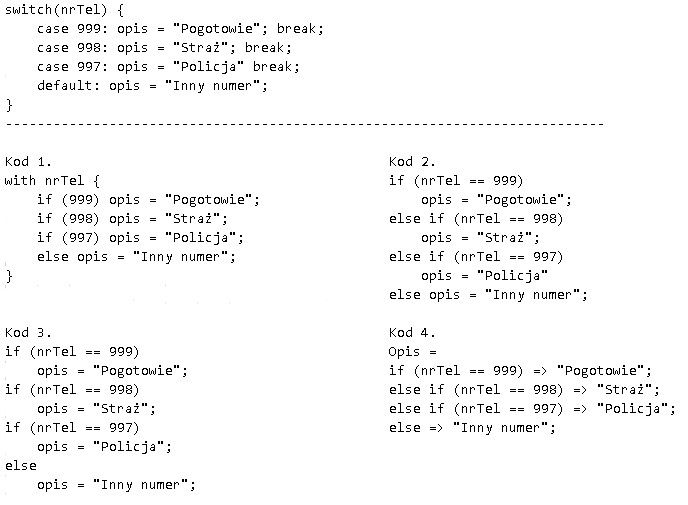 switch(nrTel) {
    case 999: opis = "Pogotowie"; break;
    case 998: opis = "Straż"; break;
    case 997: opis = "Policja" break;
    default: opis = "Inny numer";
}
---------------------------------------------------------------------------
Kod 1.
with nrTel {
    if (999) opis = "Pogotowie";
    if (998) opis = "Straż";
    if (997) opis = "Policja";
    else opis = "Inny numer";
}
Kod 2.
if (nrTel == 999)
    opis = "Pogotowie";
else if (nrTel == 998)
    opis = "Straż";
else if (nrTel == 997)
    opis = "Policja"
else opis = "Inny numer";
Kod 3.
if (nrTel == 999)
    opis = "Pogotowie";
if (nrTel == 998)
    opis = "Straż";
if (nrTel == 997)
    opis = "Policja";
else
    opis = "Inny numer";
Kod 4.
Opis =
if (nrTel == 999) => "Pogotowie";
else if (nrTel == 998) => "Straż";
else if (nrTel == 997) => "Policja";
else => "Inny numer";